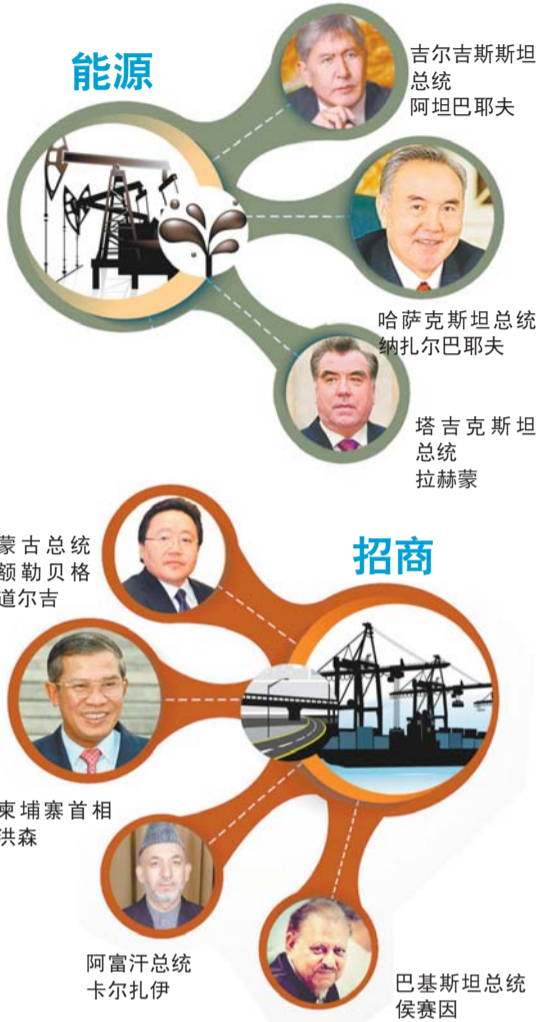 能源
吉尔吉斯斯坦
总统
阿坦巴耶夫
哈萨克斯坦总统
纳扎尔巴耶夫
塔吉克斯坦
总统
拉赫蒙
招商
蒙古总统
额勒贝格
道尔吉
柬埔寨首相
洪森
阿富汗总统
卡尔扎伊
巴基斯坦总统
侯赛因